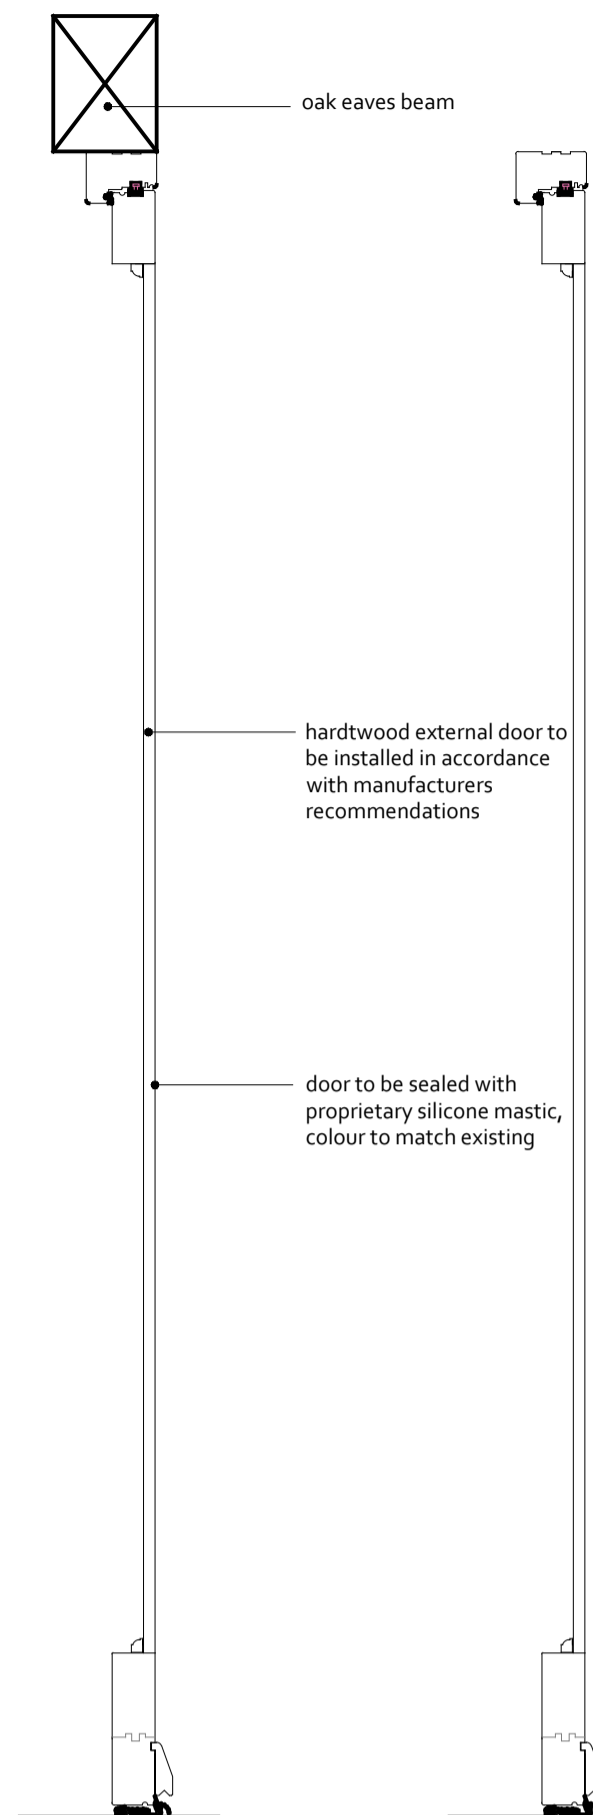 oak eaves beam
hardtwood external door to
be installed in accordance
with manufacturers
recommendations
door to be sealed with
proprietary silicone mastic,
colour to match existing